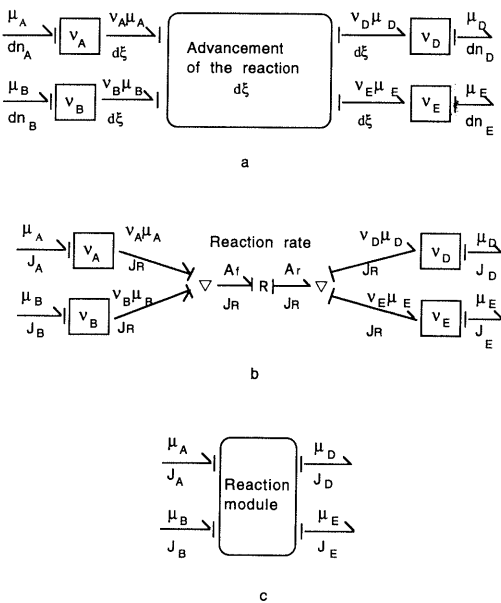 μA νAμA νDμD μD
dnA νA dξ Advancement of the reaction dξ dξ νD dnD
μB νBμB νEμE μE
dnB νB dξ dξ νE dnE
a
μA νAμA Reaction rate νDμD μD
JA νA JR JR νD JD
Af Ar
▽ R ▽
JR JR
μB νBμB νEμE μE
JB νB JR JR νE JE
b
μA μD
JA JD
Reaction
module
μB μE
JB JE
c